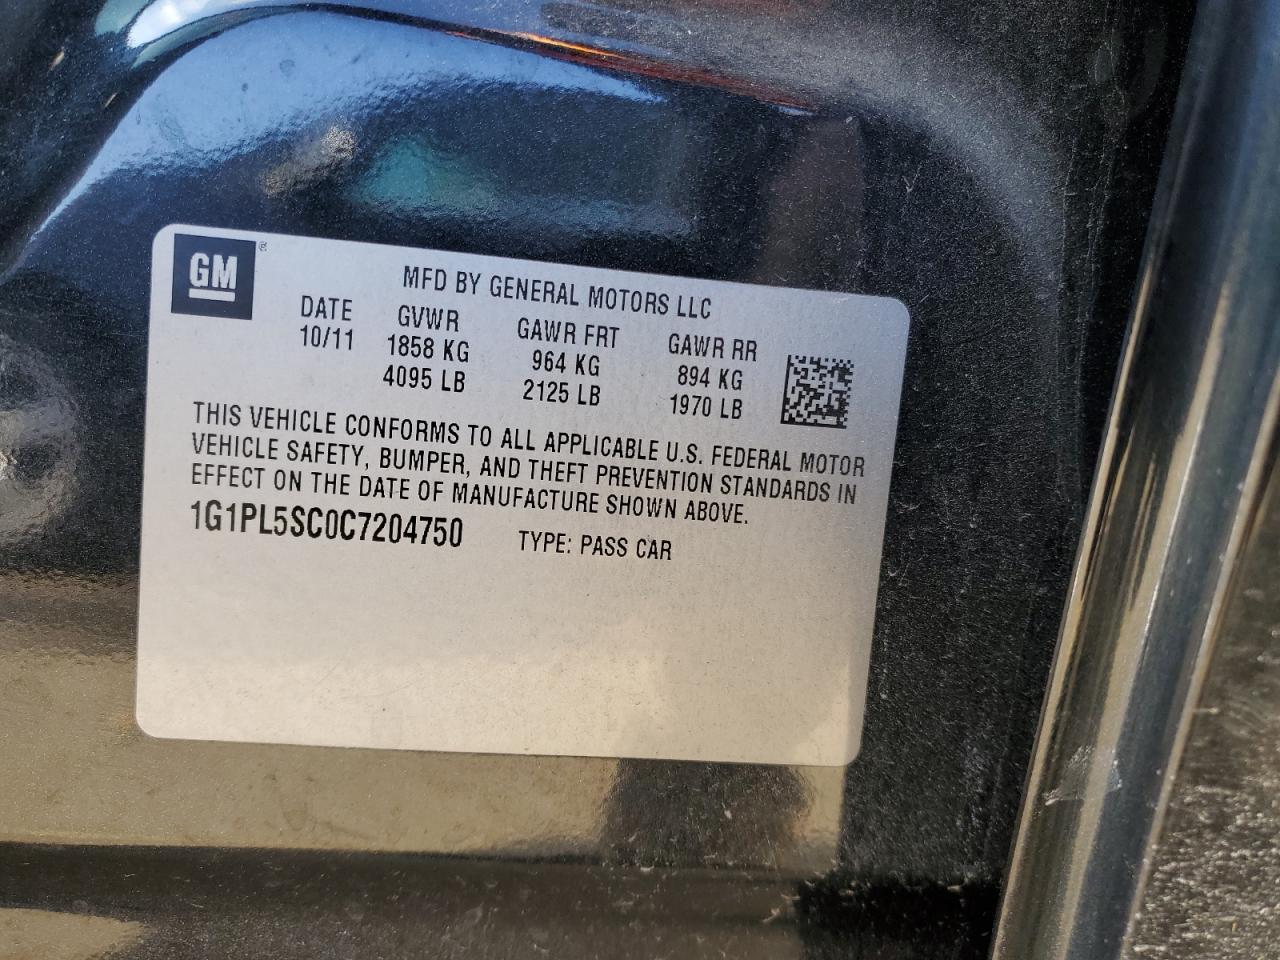 GM ®
MFD BY GENERAL MOTORS LLC
DATE GVWR GAWR FRT GAWR RR
10/11 1858 KG 964 KG 894 KG
4095 LB 2125 LB 1970 LB
THIS VEHICLE CONFORMS TO ALL APPLICABLE U.S. FEDERAL MOTOR
VEHICLE SAFETY, BUMPER, AND THEFT PREVENTION STANDARDS IN
EFFECT ON THE DATE OF MANUFACTURE SHOWN ABOVE.
1G1PL5SC0C7204750 TYPE: PASS CAR